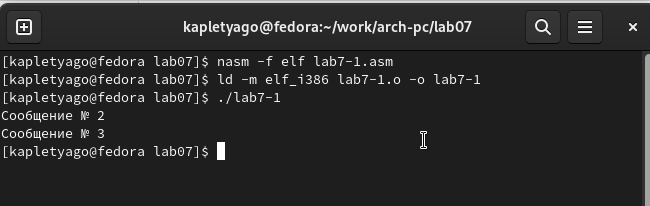 kapletyago@fedora:~/work/arch-pc/lab07
[kapletyago@fedora lab07]$ nasm -f elf lab7-1.asm
[kapletyago@fedora lab07]$ ld -m elf_i386 lab7-1.o -o lab7-1
[kapletyago@fedora lab07]$ ./lab7-1
Сообщение № 2
Сообщение № 3
[kapletyago@fedora lab07]$